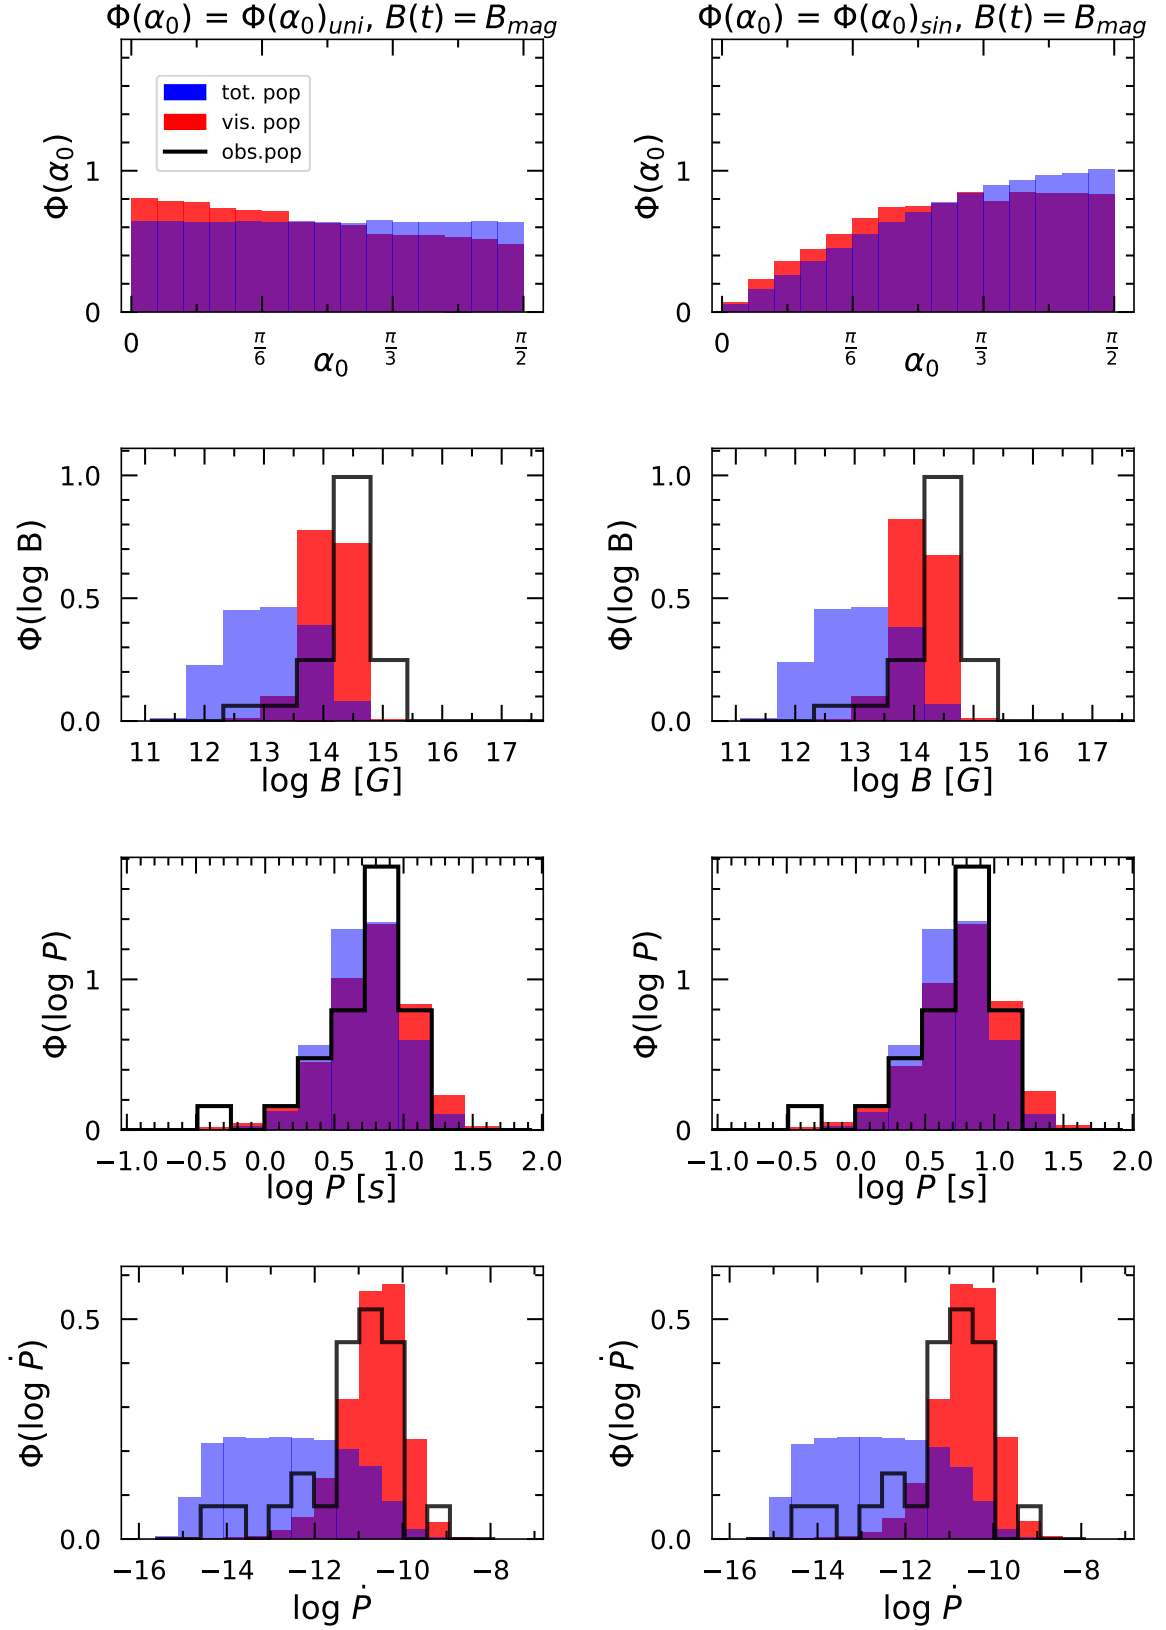 Φ(α₀) = Φ(α₀)uni, B(t) = Bmag
Φ(α₀) = Φ(α₀)sin, B(t) = Bmag
tot. pop
vis. pop
obs.pop
Φ(α₀)
1
0
0 π/6 π/3 π/2
α₀
Φ(α₀)
1
0
0 π/6 π/3 π/2
α₀
Φ(log B)
1.0
0.5
0.0
11 12 13 14 15 16 17
log B [G]
Φ(log B)
1.0
0.5
0.0
11 12 13 14 15 16 17
log B [G]
Φ(log P)
1
0
−1.0 −0.5 0.0 0.5 1.0 1.5 2.0
log P [s]
Φ(log P)
1
0
−1.0 −0.5 0.0 0.5 1.0 1.5 2.0
log P [s]
Φ(log Ṗ)
0.5
0.0
−16 −14 −12 −10 −8
log Ṗ
Φ(log Ṗ)
0.5
0.0
−16 −14 −12 −10 −8
log Ṗ